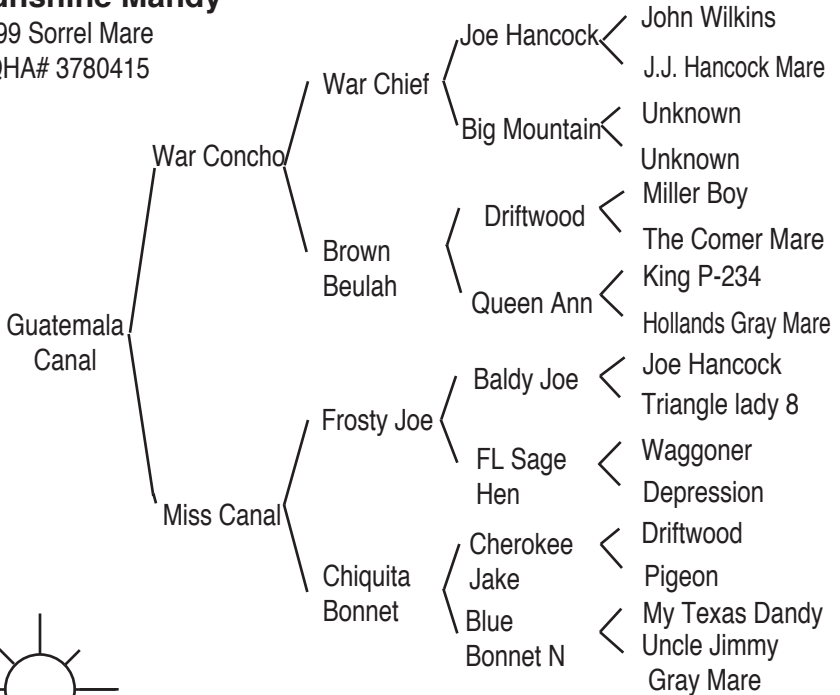 nshine Mandy
99 Sorrel Mare
QHA# 3780415
Guatemala
Canal
War Concho
Miss Canal
War Chief
Brown
Beulah
Frosty Joe
Chiquita
Bonnet
Joe Hancock
Big Mountain
Driftwood
Queen Ann
Baldy Joe
FL Sage
Hen
Cherokee
Jake
Blue
Bonnet N
John Wilkins
J.J. Hancock Mare
Unknown
Unknown
Miller Boy
The Comer Mare
King P-234
Hollands Gray Mare
Joe Hancock
Triangle lady 8
Waggoner
Depression
Driftwood
Pigeon
My Texas Dandy
Uncle Jimmy
Gray Mare